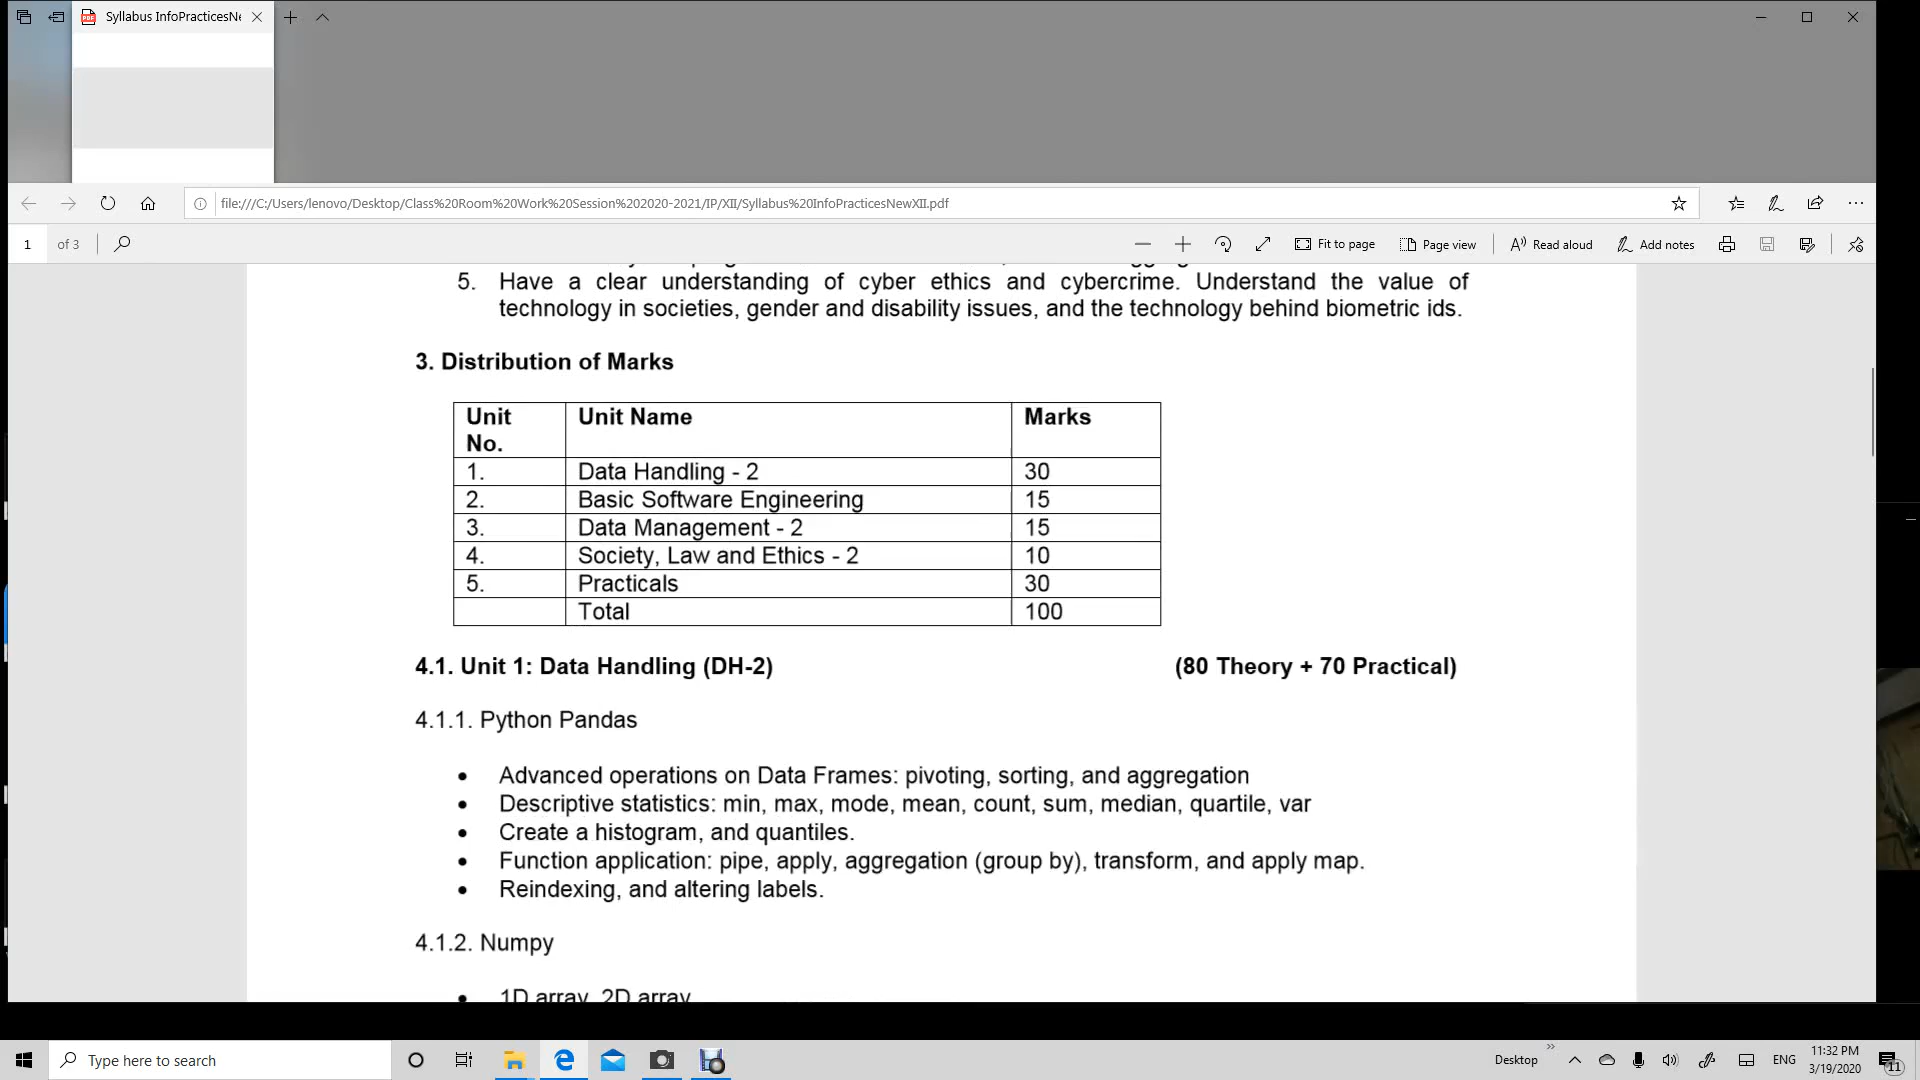 Syllabus InfoPracticesNe
file:///C:/Users/lenovo/Desktop/Class%20Room%20Work%20Session%202020-2021/IP/XII/Syllabus%20InfoPracticesNewXII.pdf
1 of 3 Fit to page Page view Read aloud Add notes
5. Have a clear understanding of cyber ethics and cybercrime. Understand the value of
technology in societies, gender and disability issues, and the technology behind biometric ids.
3. Distribution of Marks
Unit No. Unit Name Marks
1. Data Handling - 2 30
2. Basic Software Engineering 15
3. Data Management - 2 15
4. Society, Law and Ethics - 2 10
5. Practicals 30
Total 100
4.1. Unit 1: Data Handling (DH-2) (80 Theory + 70 Practical)
4.1.1. Python Pandas
• Advanced operations on Data Frames: pivoting, sorting, and aggregation
• Descriptive statistics: min, max, mode, mean, count, sum, median, quartile, var
• Create a histogram, and quantiles.
• Function application: pipe, apply, aggregation (group by), transform, and apply map.
• Reindexing, and altering labels.
4.1.2. Numpy
• 1D array, 2D array
Type here to search Desktop ENG 11:32 PM
3/19/2020 11